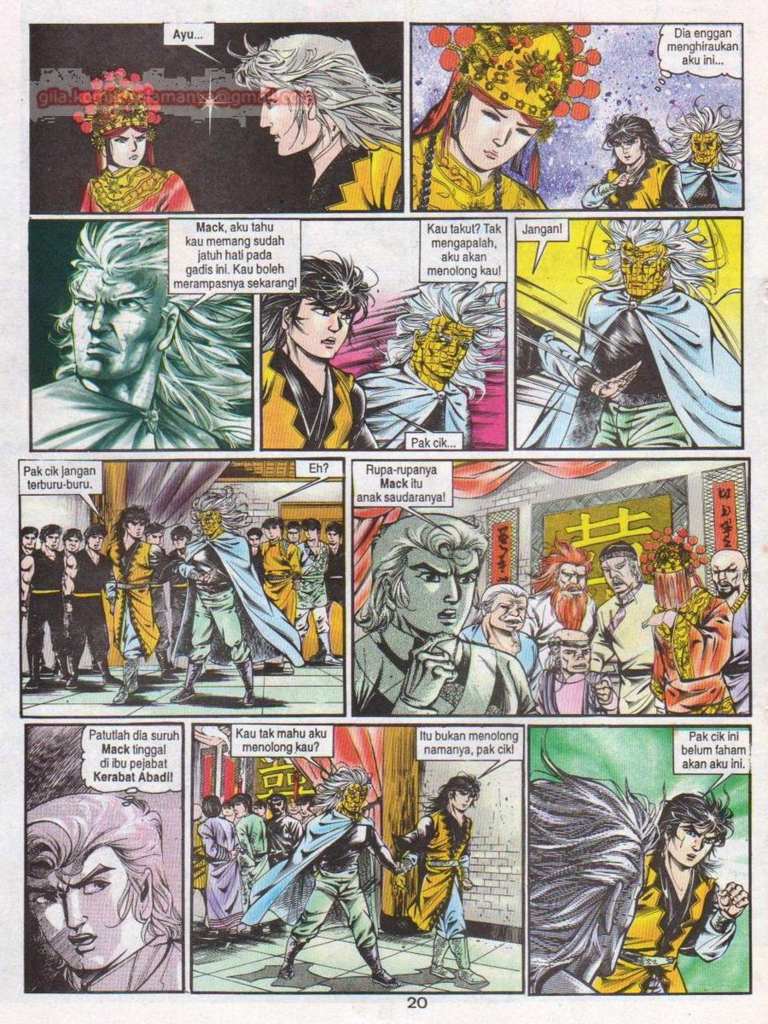 Ayu...
gila.komik
Dia enggan
menghiraukan
aku ini...
Mack, aku tahu
kau memang sudah
jatuh hati pada
gadis ini. Kau boleh
merampasnya sekarang!
Kau takut? Tak
mengapalah,
aku akan
menolong kau!
Pak cik...
Jangan!
Pak cik jangan
terburu-buru.
Eh?
Rupa-rupanya
Mack itu
anak saudaranya!
Patutlah dia suruh
Mack tinggal
di ibu pejabat
Kerabat Abadi!
Kau tak mahu aku
menolong kau?
Itu bukan menolong
namanya, pak cik!
Pak cik ini
belum faham
akan aku ini.
20